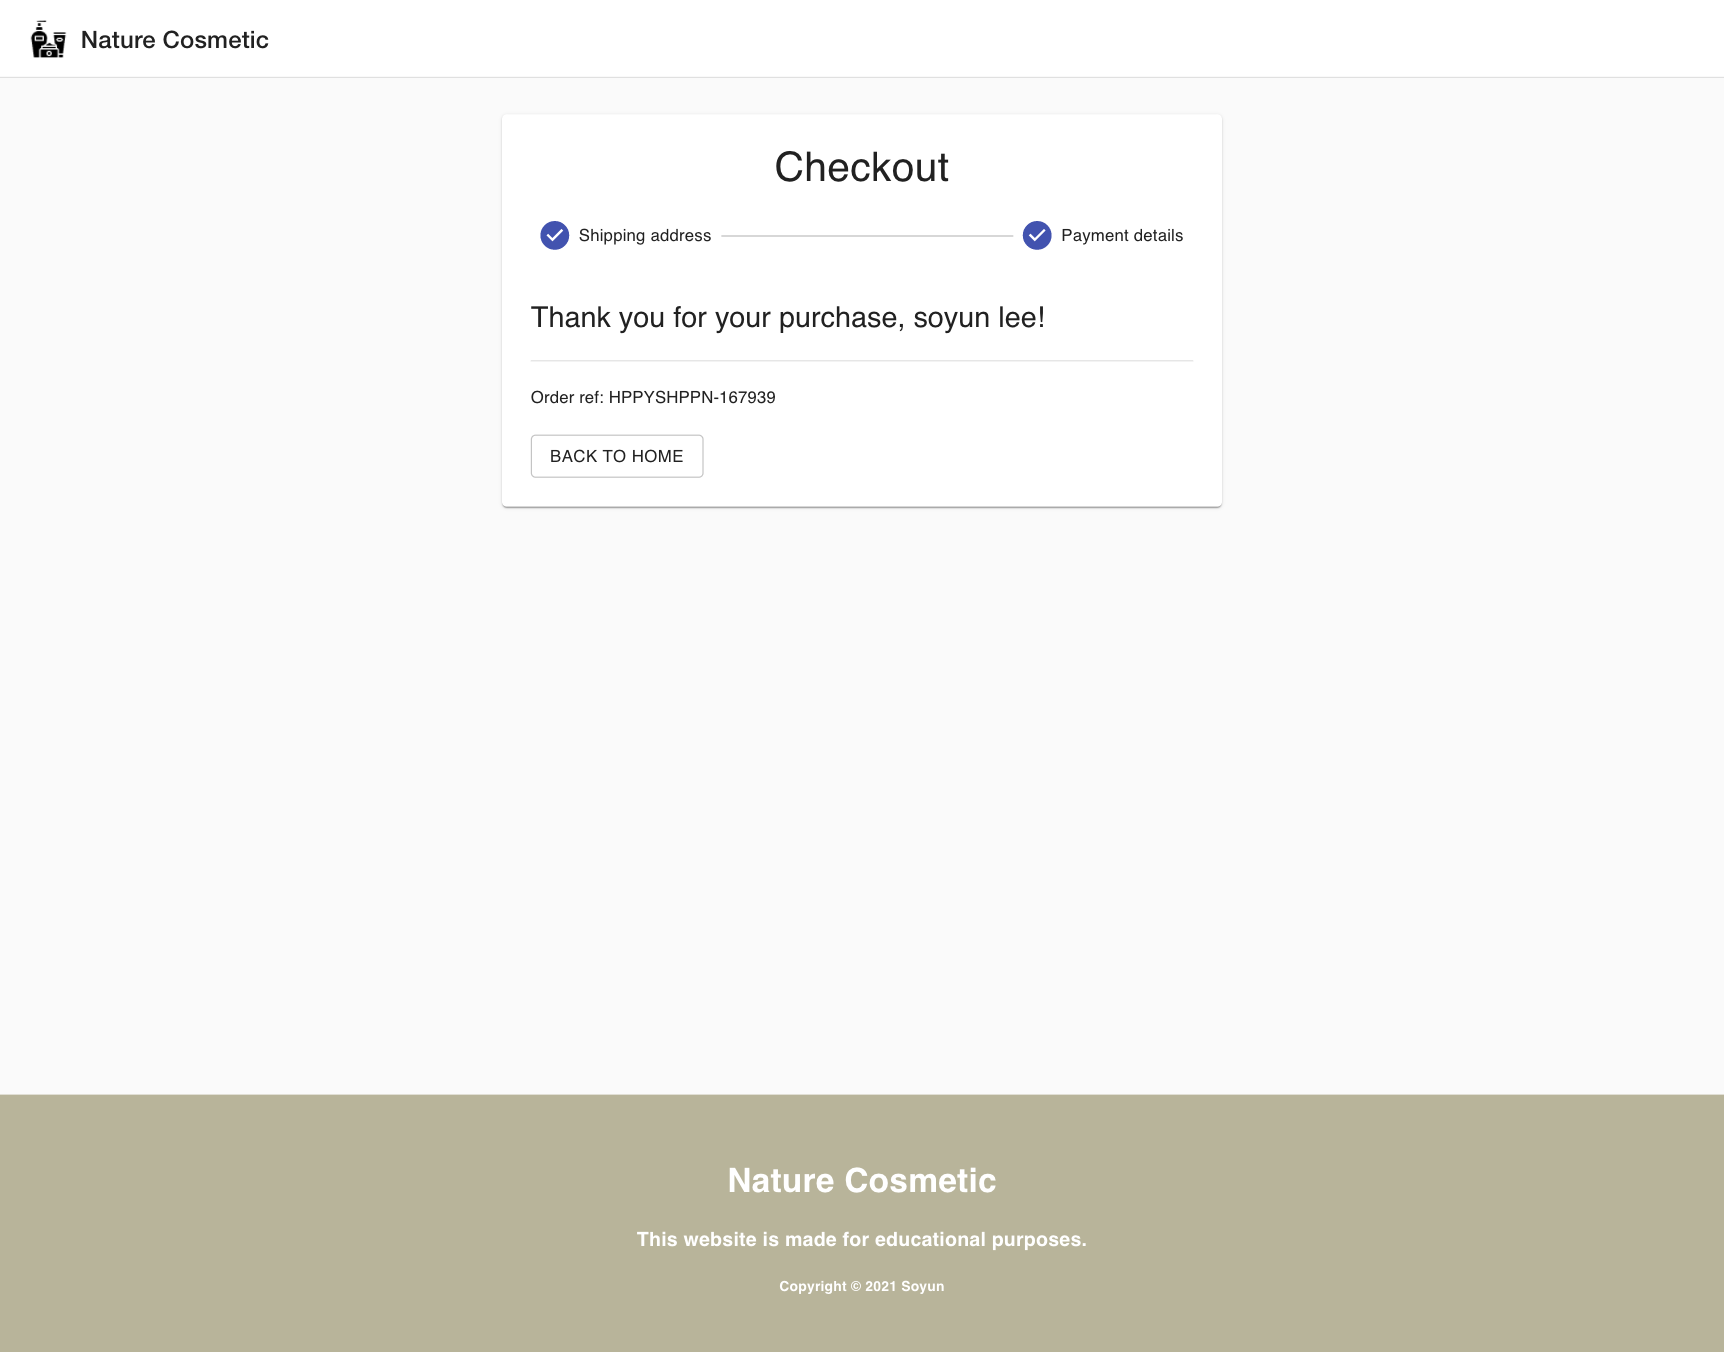 Nature Cosmetic
Checkout
Shipping address
Payment details
Thank you for your purchase, soyun lee!
Order ref: HPPYSHPPN-167939
BACK TO HOME
Nature Cosmetic
This website is made for educational purposes.
Copyright © 2021 Soyun